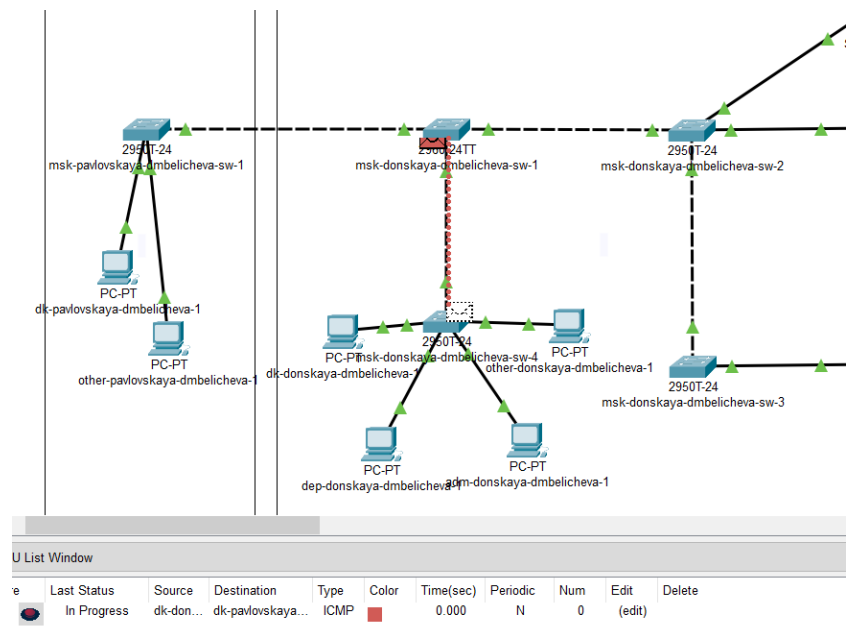 2950T-24
msk-pavlovskaya-dmbelicheva-sw-1
2960-24TT
msk-donskaya-dmbelicheva-sw-1
2950T-24
msk-donskaya-dmbelicheva-sw-2
PC-PT
dk-pavlovskaya-dmbelicheva-1
PC-PT
other-pavlovskaya-dmbelicheva-1
2950T-24
msk-donskaya-dmbelicheva-sw-4
PC-PT
dk-donskaya-dmbelicheva-1
PC-PT
other-donskaya-dmbelicheva-1
2950T-24
msk-donskaya-dmbelicheva-sw-3
PC-PT
dep-donskaya-dmbelicheva-1
PC-PT
adm-donskaya-dmbelicheva-1
U List Window
Last Status Source Destination Type Color Time(sec) Periodic Num Edit Delete
In Progress dk-don... dk-pavlovskaya... ICMP 0.000 N 0 (edit)